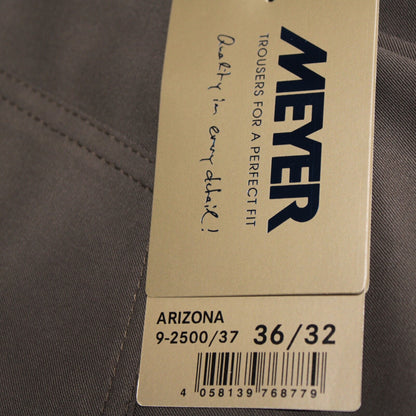 MEYER
TROUSERS FOR A PERFECT FIT
Quality in every detail!
ARIZONA
9-2500/37 36/32
4 058139 768779